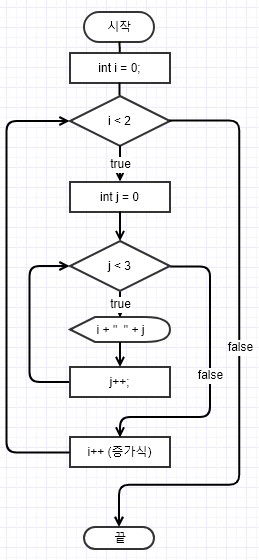 시작
int i = 0;
i < 2
true
int j = 0
j < 3
true
i + "  " + j
false
false
j++;
i++ (증가식)
끝